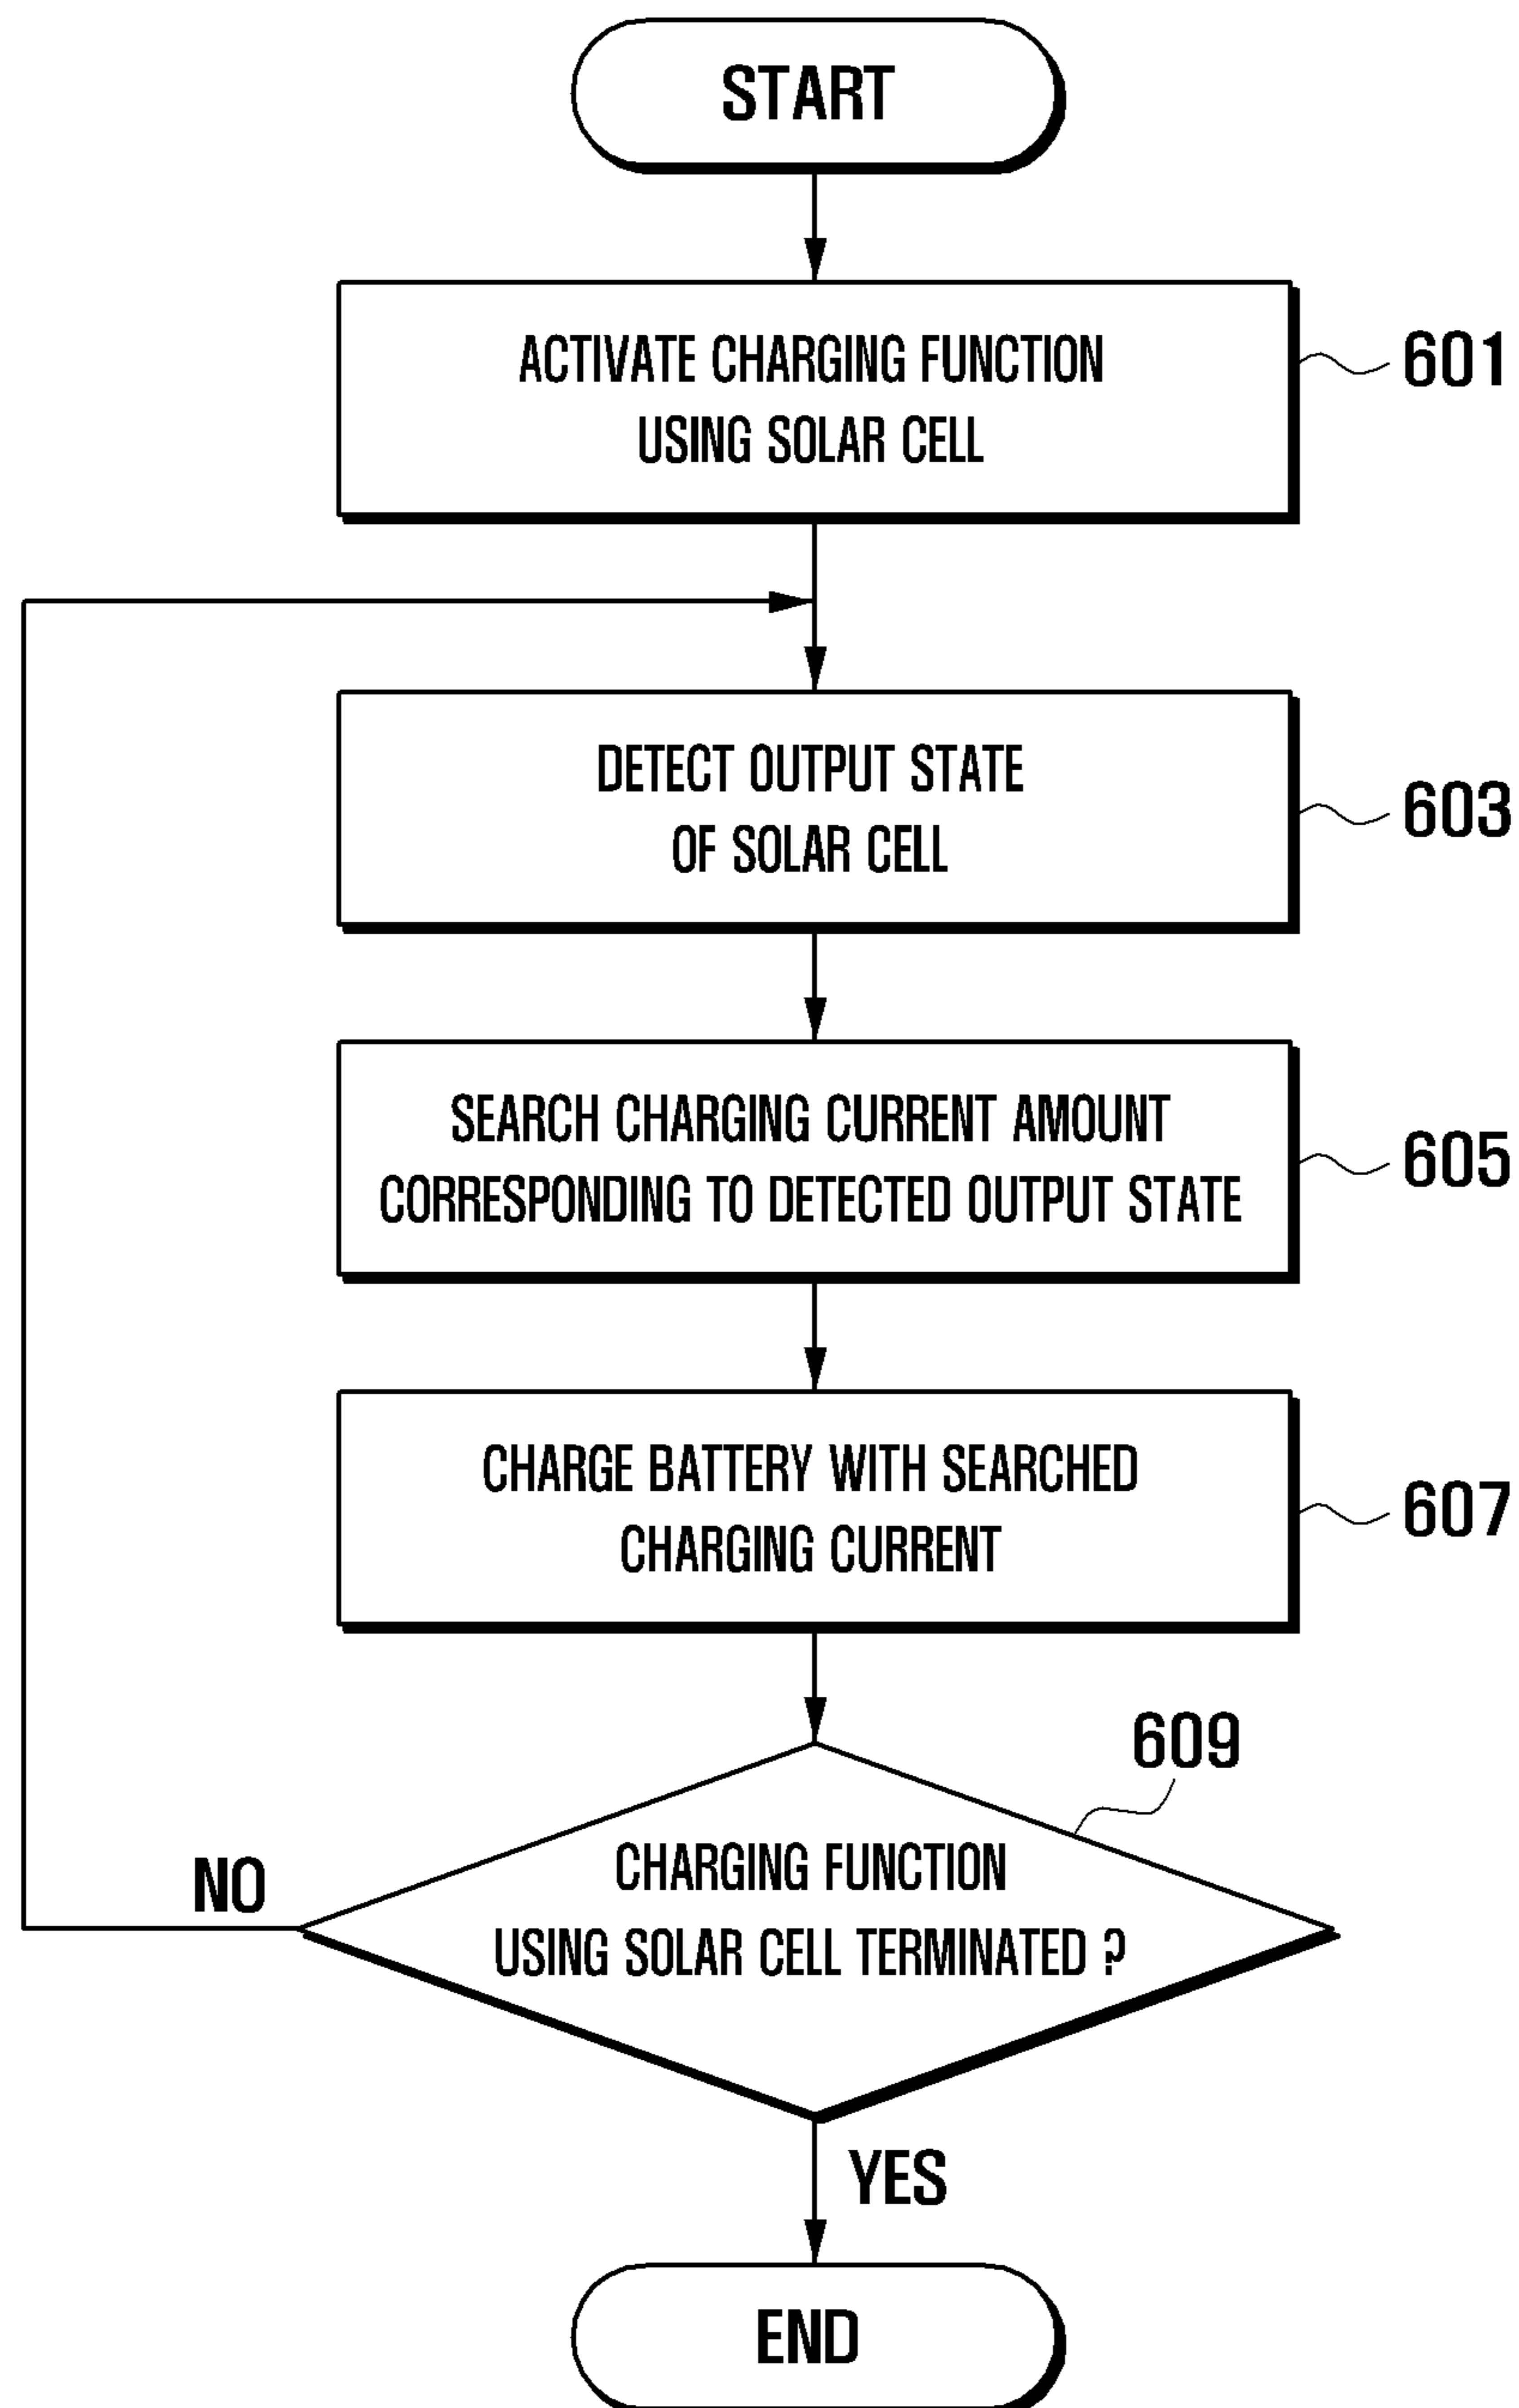 START
ACTIVATE CHARGING FUNCTION
USING SOLAR CELL
601
DETECT OUTPUT STATE
OF SOLAR CELL
603
SEARCH CHARGING CURRENT AMOUNT
CORRESPONDING TO DETECTED OUTPUT STATE
605
CHARGE BATTERY WITH SEARCHED
CHARGING CURRENT
607
609
CHARGING FUNCTION
USING SOLAR CELL TERMINATED ?
NO
YES
END